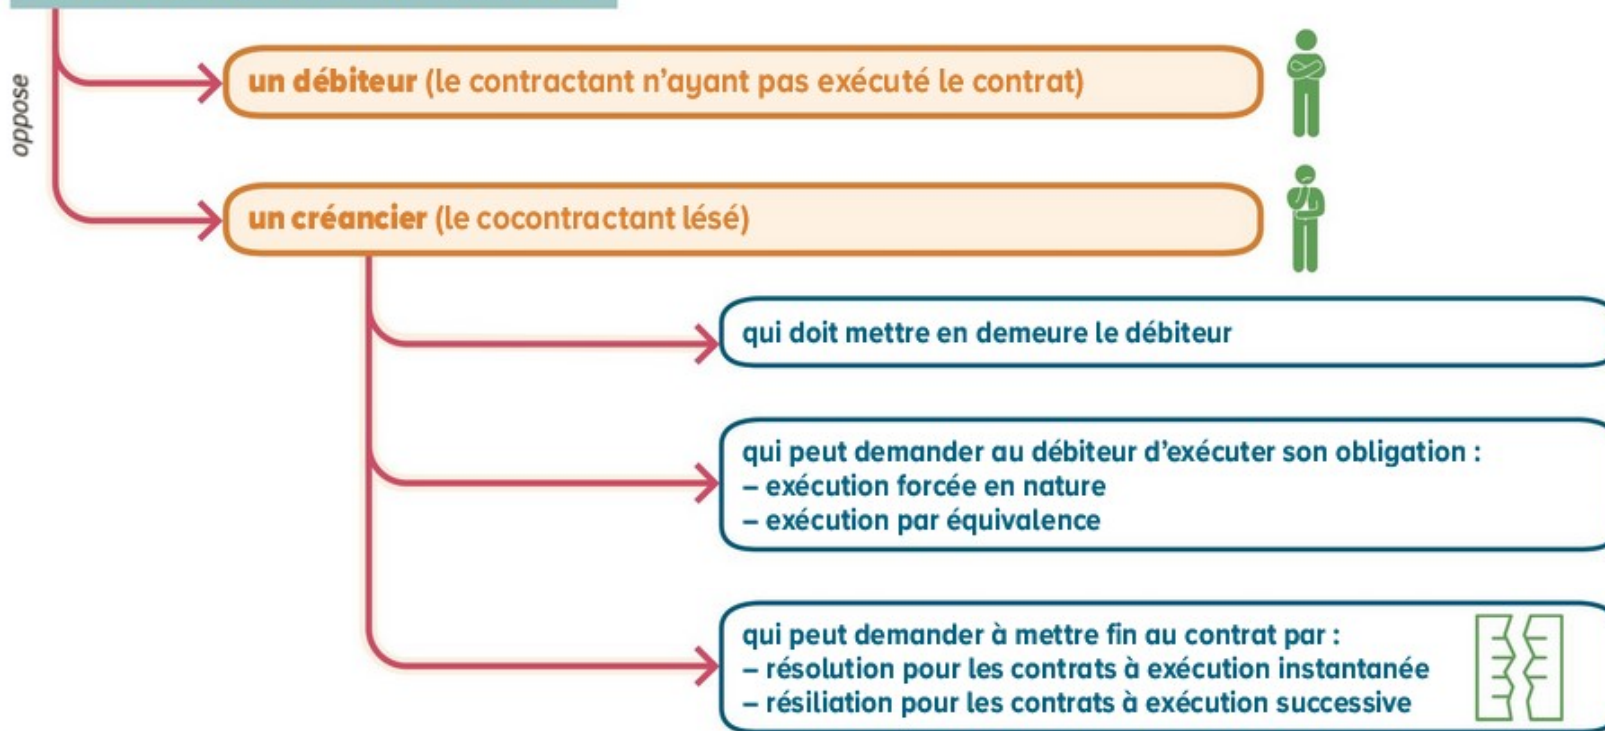 oppose
un débiteur (le contractant n'ayant pas exécuté le contrat)
un créancier (le cocontractant lésé)
qui doit mettre en demeure le débiteur
qui peut demander au débiteur d'exécuter son obligation :
– exécution forcée en nature
– exécution par équivalence
qui peut demander à mettre fin au contrat par :
– résolution pour les contrats à exécution instantanée
– résiliation pour les contrats à exécution successive